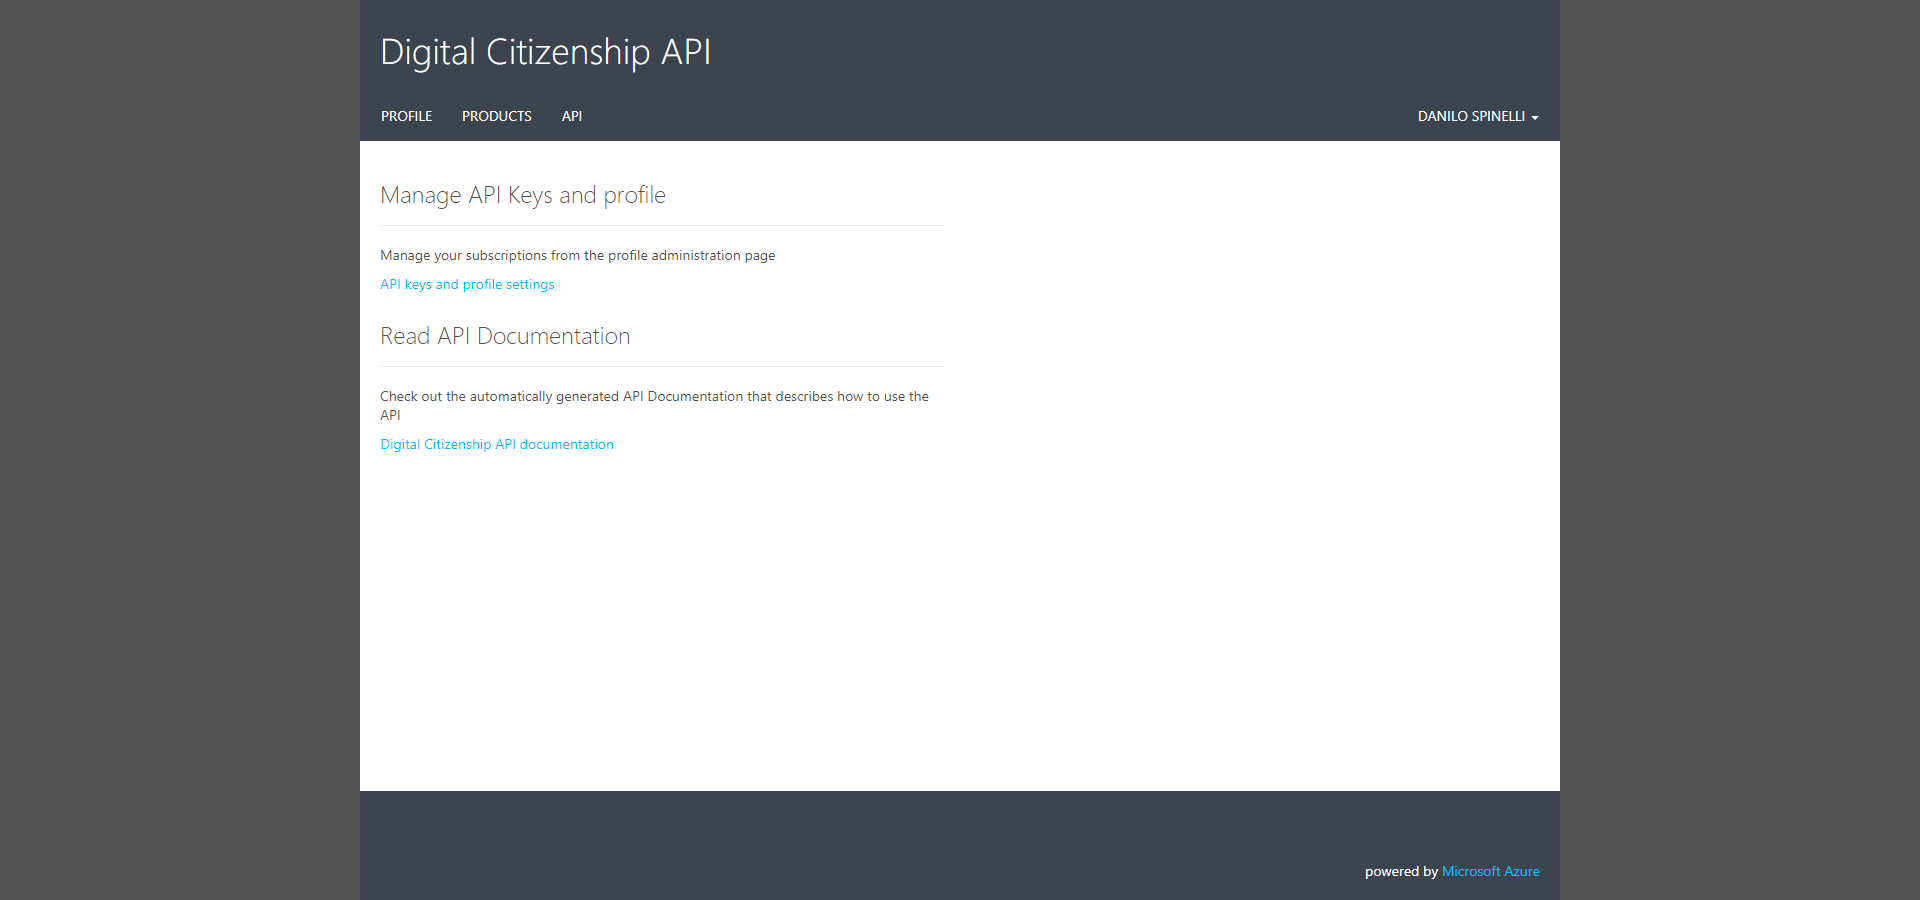 Digital Citizenship API
PROFILE PRODUCTS API DANILO SPINELLI
Manage API Keys and profile
Manage your subscriptions from the profile administration page
API keys and profile settings
Read API Documentation
Check out the automatically generated API Documentation that describes how to use the
API
Digital Citizenship API documentation
powered by Microsoft Azure